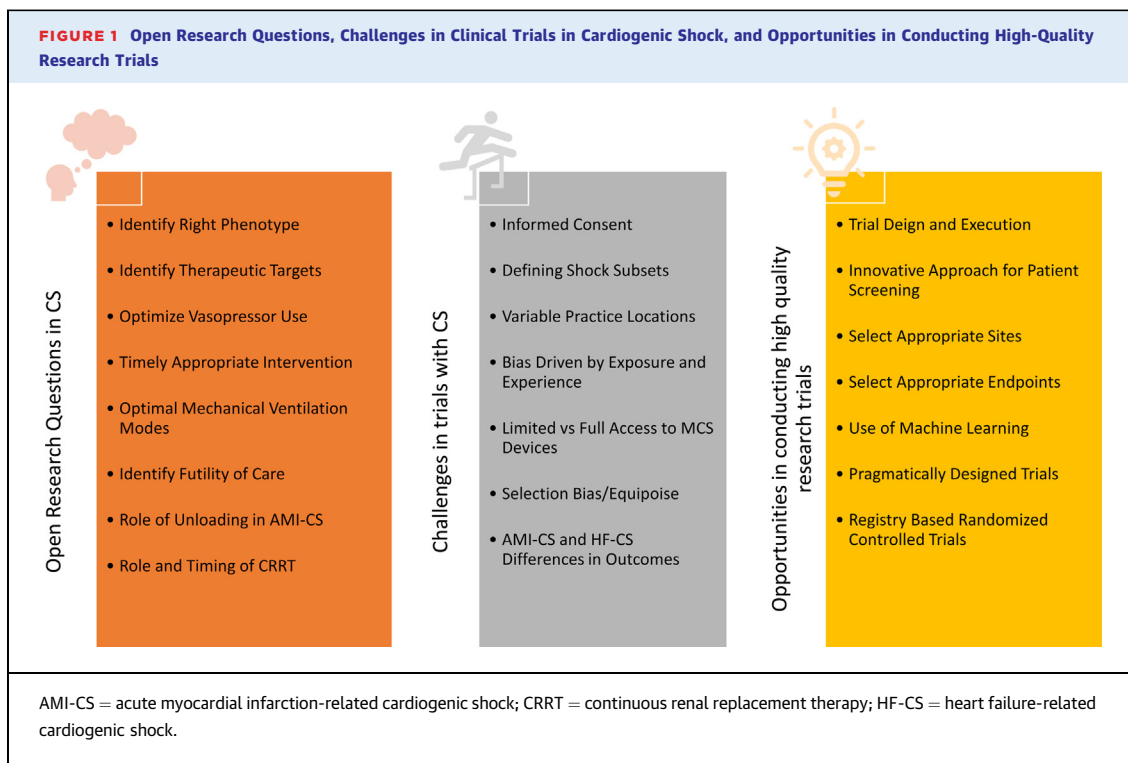 FIGURE 1 Open Research Questions, Challenges in Clinical Trials in Cardiogenic Shock, and Opportunities in Conducting High-Quality
Research Trials
Open Research Questions in CS
• Identify Right Phenotype
• Identify Therapeutic Targets
• Optimize Vasopressor Use
• Timely Appropriate Intervention
• Optimal Mechanical Ventilation
Modes
• Identify Futility of Care
• Role of Unloading in AMI-CS
• Role and Timing of CRRT
Challenges in trials with CS
• Informed Consent
• Defining Shock Subsets
• Variable Practice Locations
• Bias Driven by Exposure and
Experience
• Limited vs Full Access to MCS
Devices
• Selection Bias/Equipoise
• AMI-CS and HF-CS
Differences in Outcomes
Opportunities in conducting high quality
research trials
• Trial Deign and Execution
• Innovative Approach for Patient
Screening
• Select Appropriate Sites
• Select Appropriate Endpoints
• Use of Machine Learning
• Pragmatically Designed Trials
• Registry Based Randomized
Controlled Trials
AMI-CS = acute myocardial infarction-related cardiogenic shock; CRRT = continuous renal replacement therapy; HF-CS = heart failure-related
cardiogenic shock.